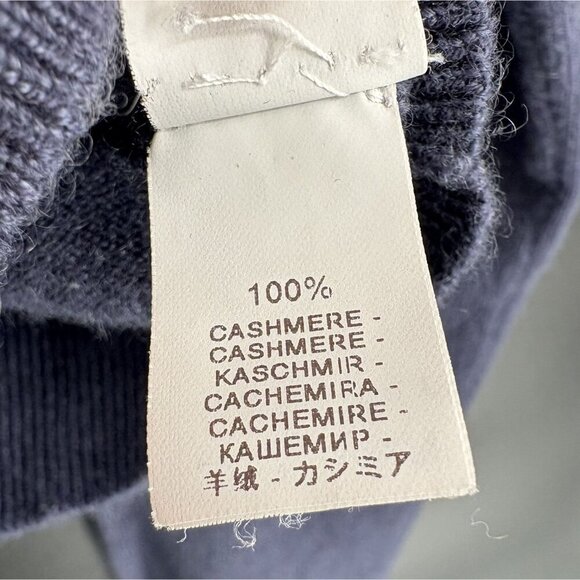 100%
CASHMERE -
CASHMERE -
KASCHMIR -
CACHEMIRA -
CACHEMIRE -
КАШЕМИР -
羊绒 - カシミア